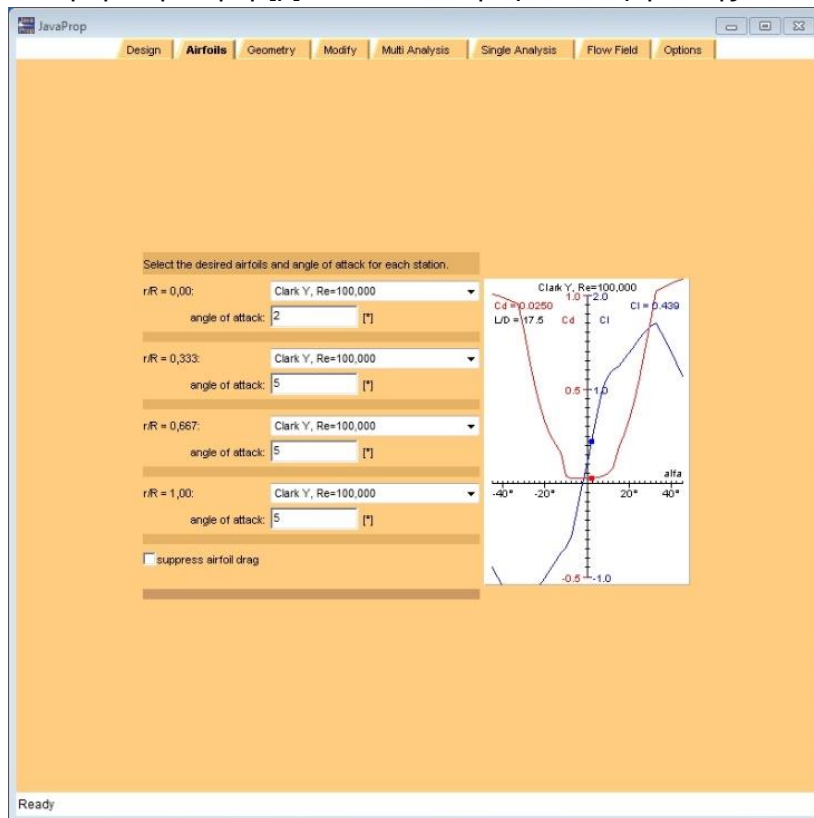 JavaProp
Design Airfoils Geometry Modify Multi Analysis Single Analysis Flow Field Options
Select the desired airfoils and angle of attack for each station.
r/R = 0,00: Clark Y, Re=100,000
angle of attack: 2 [°]
r/R = 0,333: Clark Y, Re=100,000
angle of attack: 5 [°]
r/R = 0,667: Clark Y, Re=100,000
angle of attack: 5 [°]
r/R = 1,00: Clark Y, Re=100,000
angle of attack: 5 [°]
suppress airfoil drag
Clark Y, Re=100,000
1.0 2.0
Cd = 0.0250 Cl = 0.439
L/D = 17.5 Cd Cl
0.5 1.0
alfa
-40° -20° 20° 40°
-0.5 -1.0
Ready